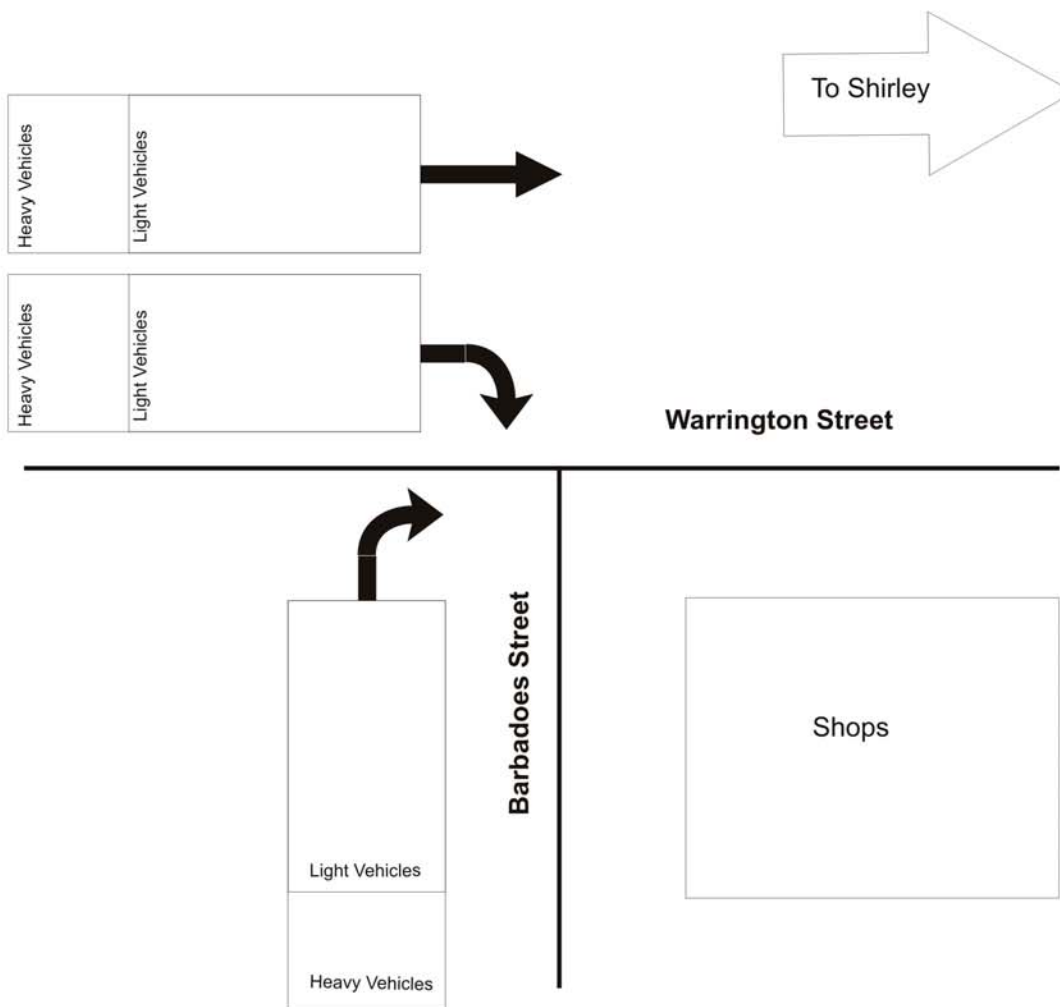 To Shirley
Heavy Vehicles
Light Vehicles
Heavy Vehicles
Light Vehicles
Warrington Street
Barbadoes Street
Shops
Light Vehicles
Heavy Vehicles